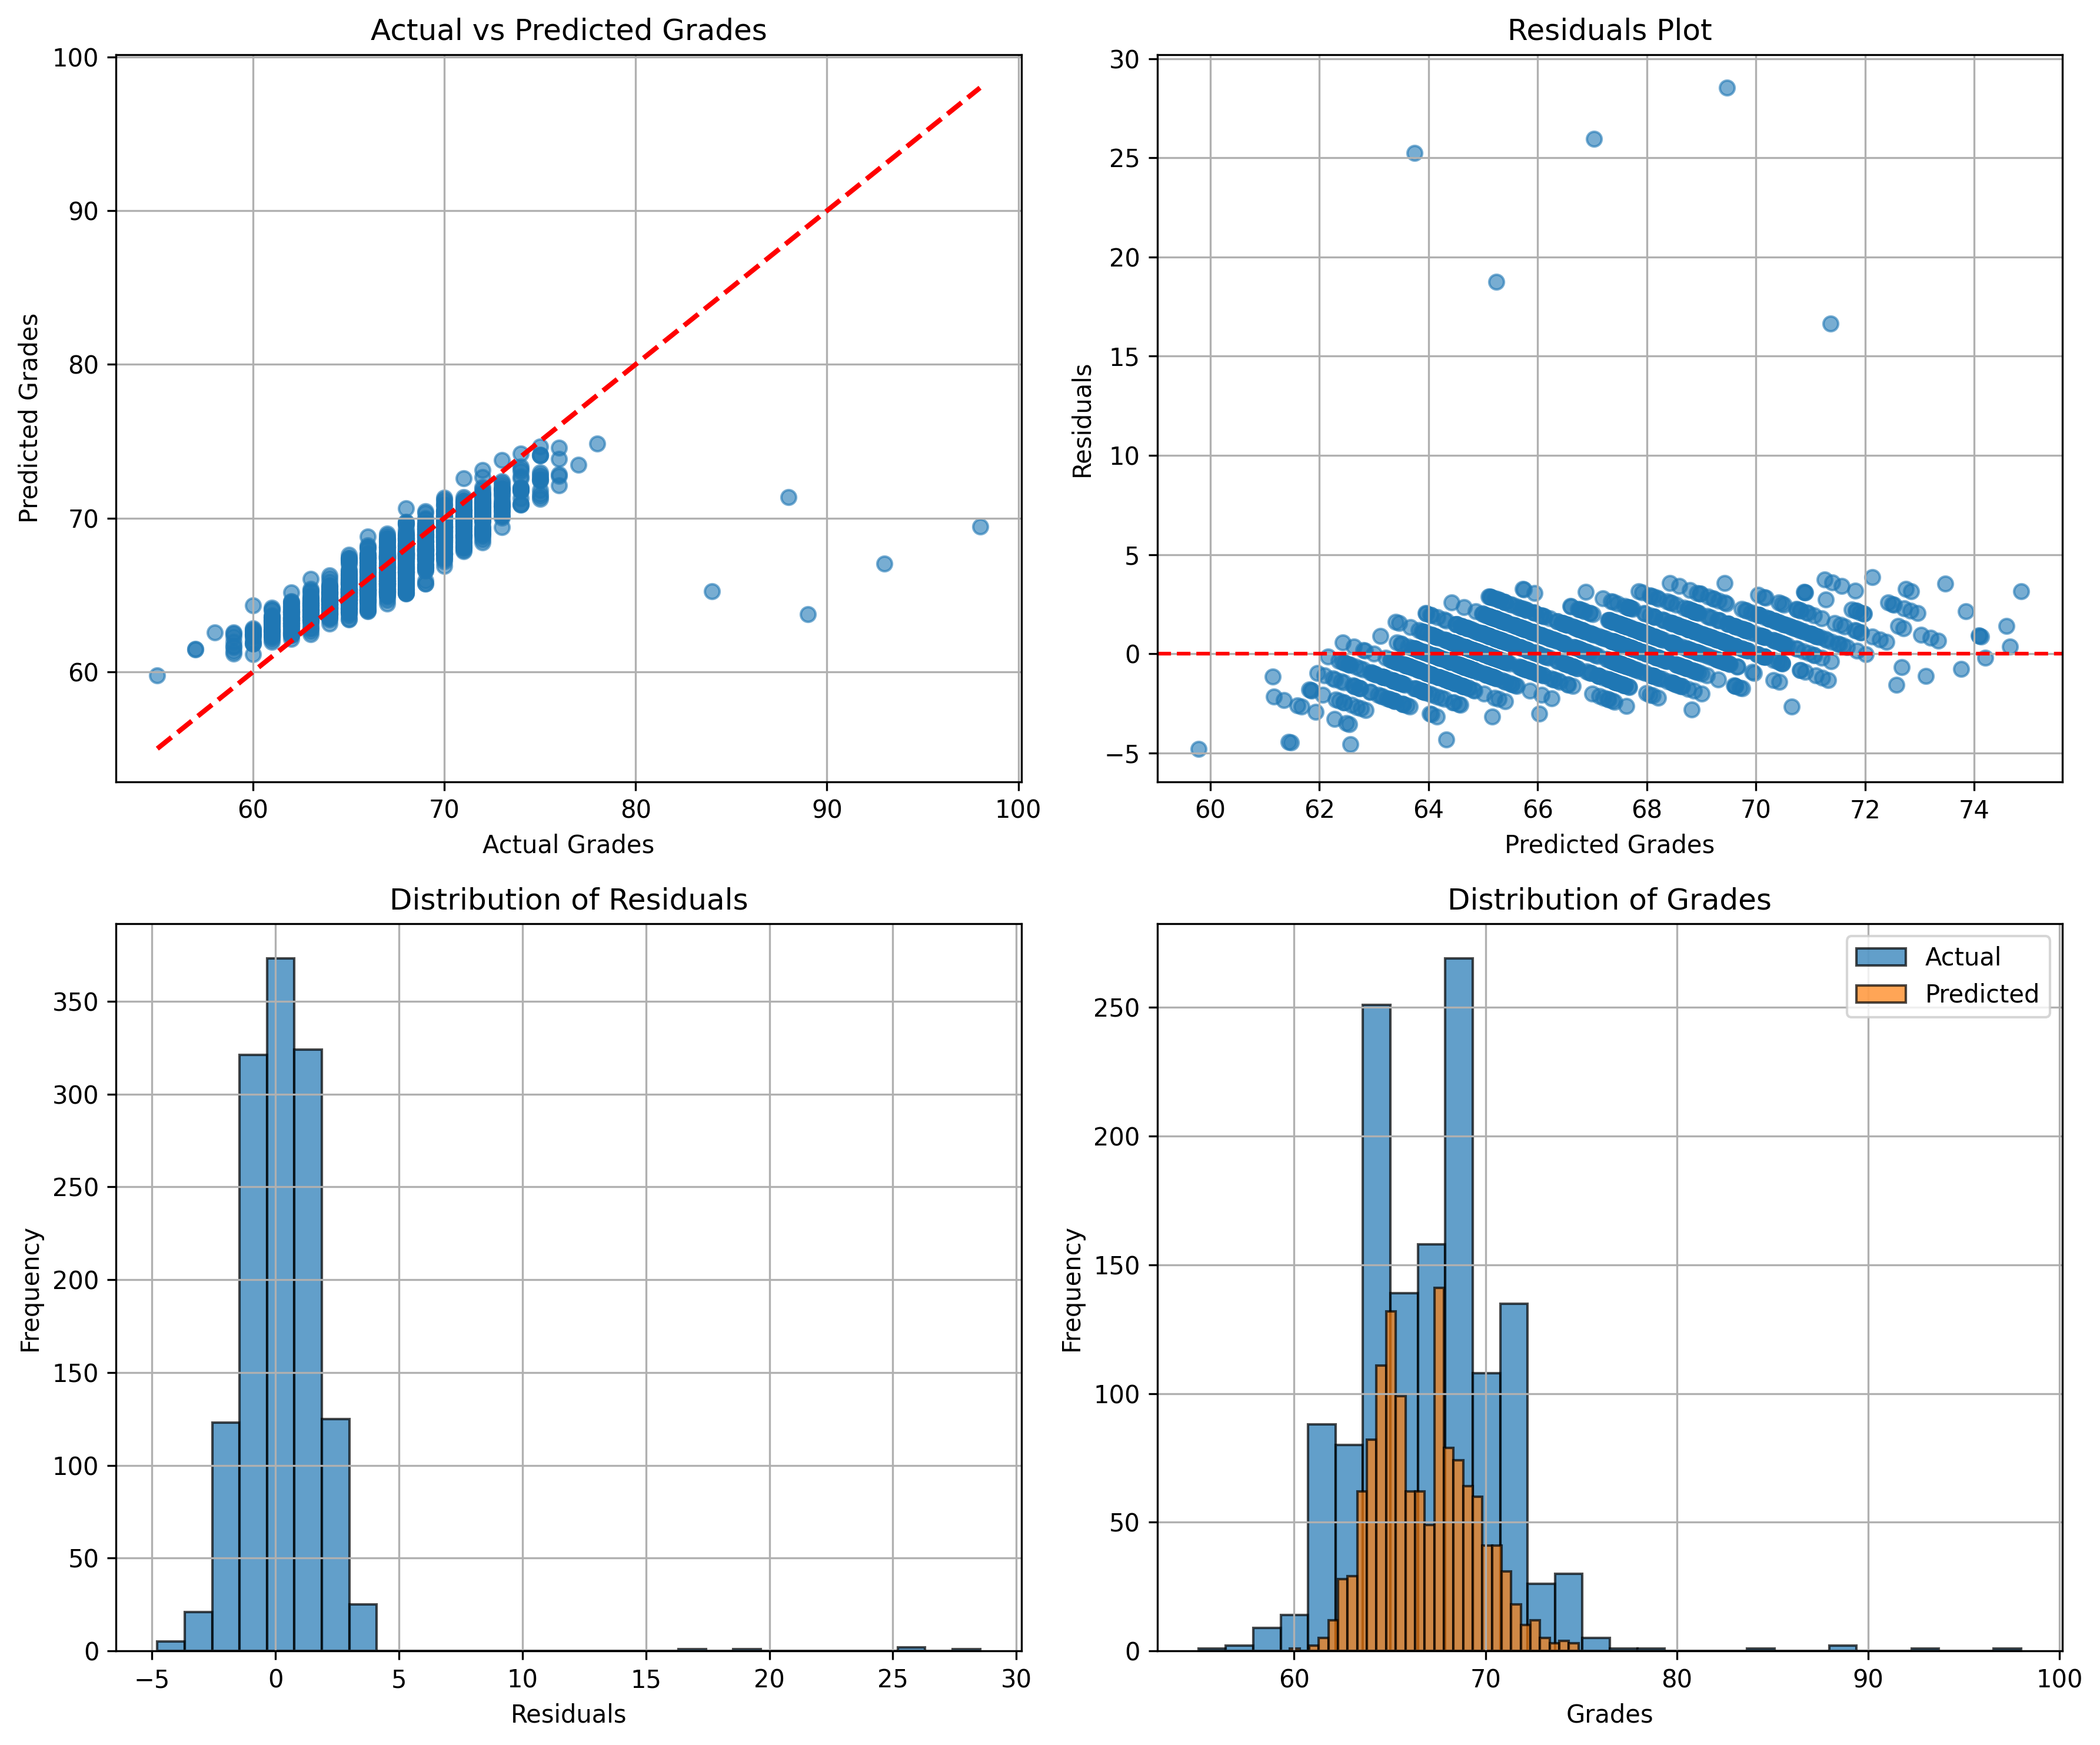 Actual vs Predicted Grades
100
90
80
70
60
Predicted Grades
60 70 80 90 100
Actual Grades
Residuals Plot
30
25
20
15
10
5
0
−5
Residuals
60 62 64 66 68 70 72 74
Predicted Grades
Distribution of Residuals
350
300
250
200
150
100
50
0
Frequency
−5 0 5 10 15 20 25 30
Residuals
Distribution of Grades
Actual
Predicted
250
200
150
100
50
0
Frequency
60 70 80 90 100
Grades